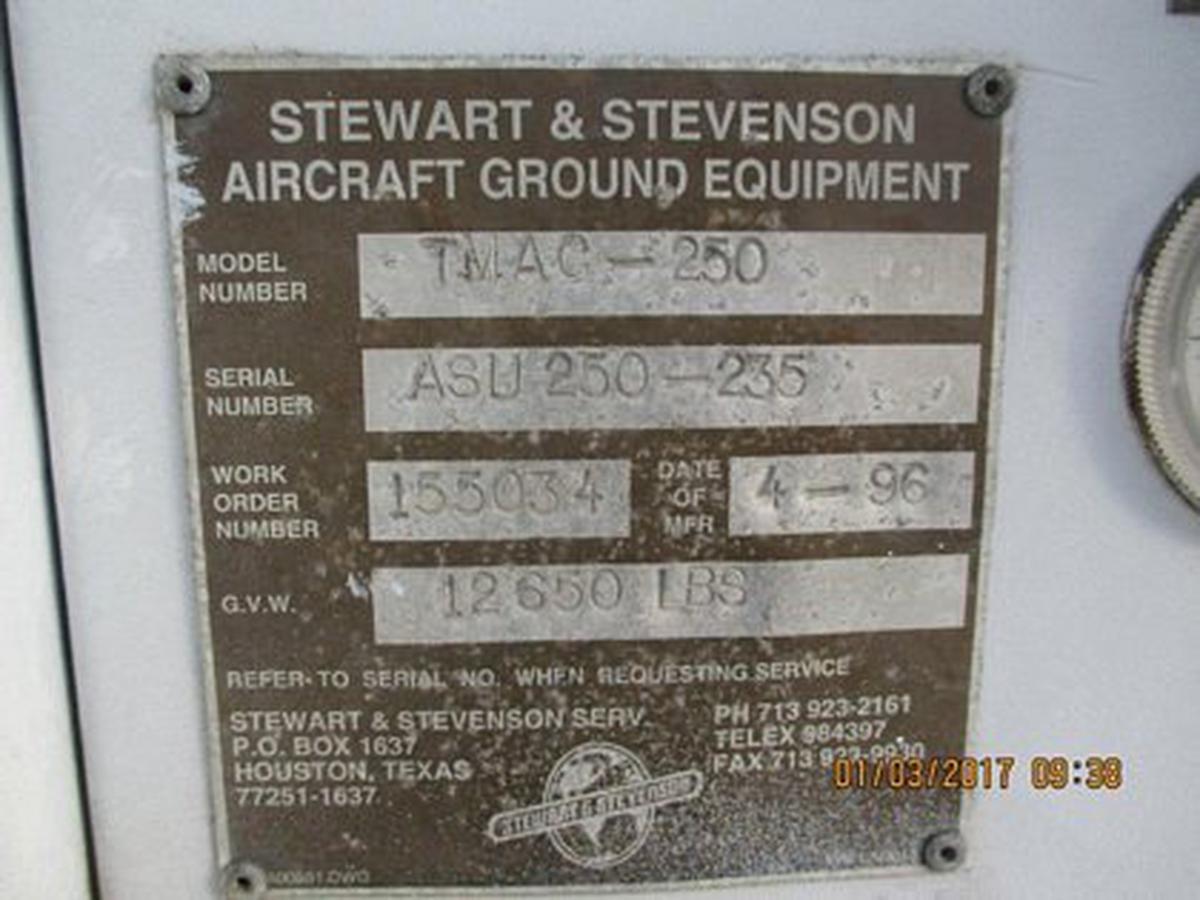 STEWART & STEVENSON
AIRCRAFT GROUND EQUIPMENT
MODEL NUMBER TMAC-250
SERIAL NUMBER ASU 250-235
WORK ORDER NUMBER 155034 DATE OF MFR 4-96
G.V.W. 12650 LBS
REFER TO SERIAL NO. WHEN REQUESTING SERVICE
STEWART & STEVENSON SERV.
P.O. BOX 1637
HOUSTON, TEXAS
77251-1637
PH 713 923-2161
TELEX 984397
FAX 713
STEWART & STEVENSON
01/03/2017 09:38